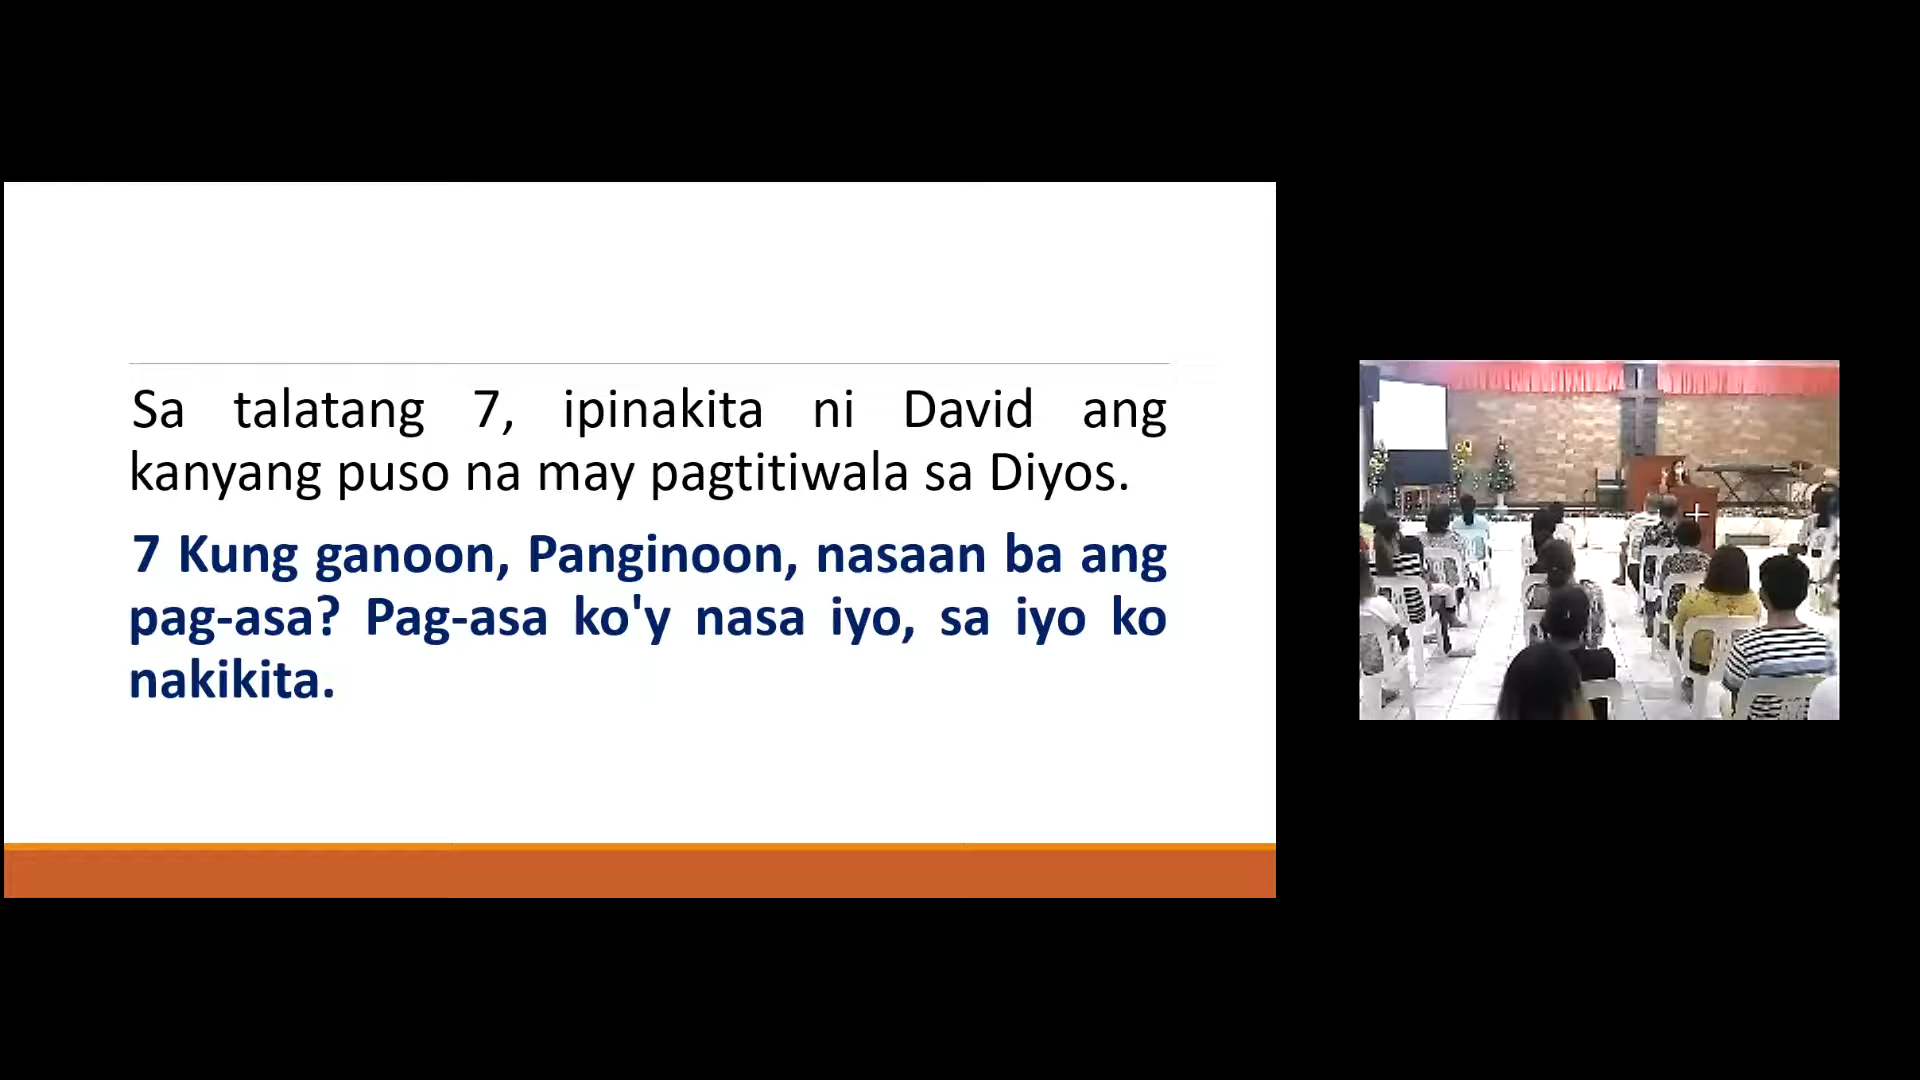 Sa talatang 7, ipinakita ni David ang
kanyang puso na may pagtitiwala sa Diyos.
7 Kung ganoon, Panginoon, nasaan ba ang
pag-asa? Pag-asa ko'y nasa iyo, sa iyo ko
nakikita.